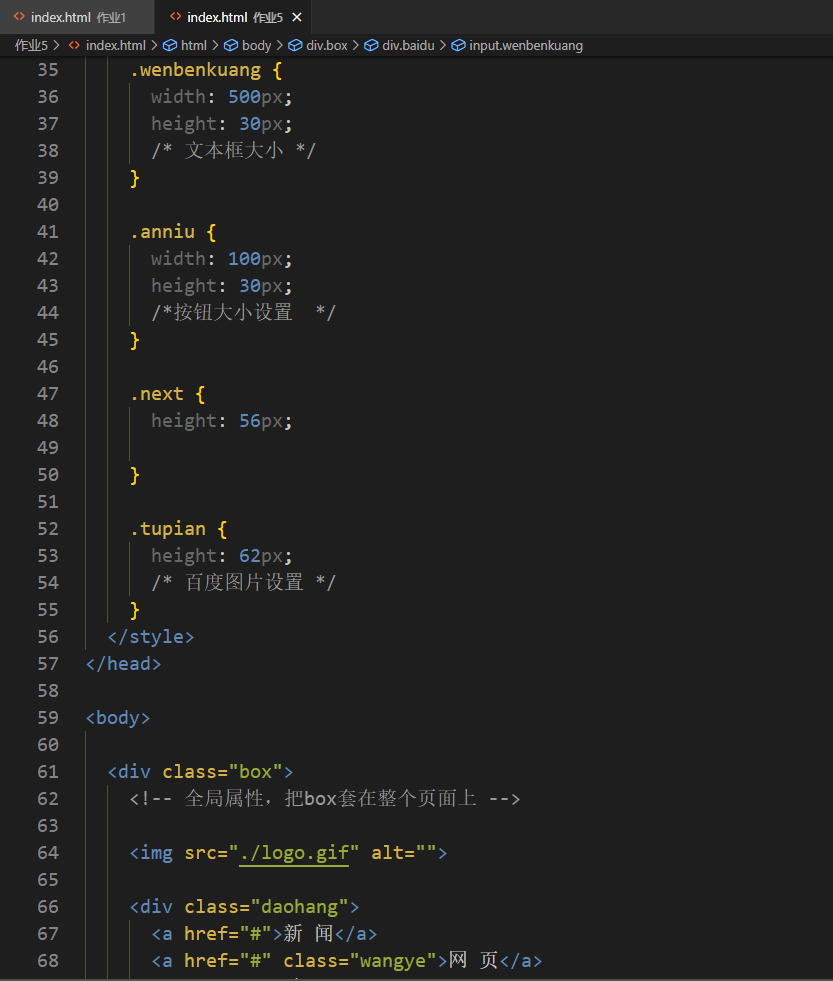 index.html 作业1 index.html 作业5
作业5 index.html html body div.box div.baidu input.wenbenkuang
35 .wenbenkuang {
36 width: 500px;
37 height: 30px;
38 /* 文本框大小 */
39 }
40
41 .anniu {
42 width: 100px;
43 height: 30px;
44 /*按钮大小设置  */
45 }
46
47 .next {
48 height: 56px;
49
50 }
51
52 .tupian {
53 height: 62px;
54 /* 百度图片设置 */
55 }
56 </style>
57 </head>
58
59 <body>
60
61 <div class="box">
62 <!-- 全局属性，把box套在整个页面上 -->
63
64 <img src="./logo.gif" alt="">
65
66 <div class="daohang">
67 <a href="#">新 闻</a>
68 <a href="#" class="wangye">网 页</a>